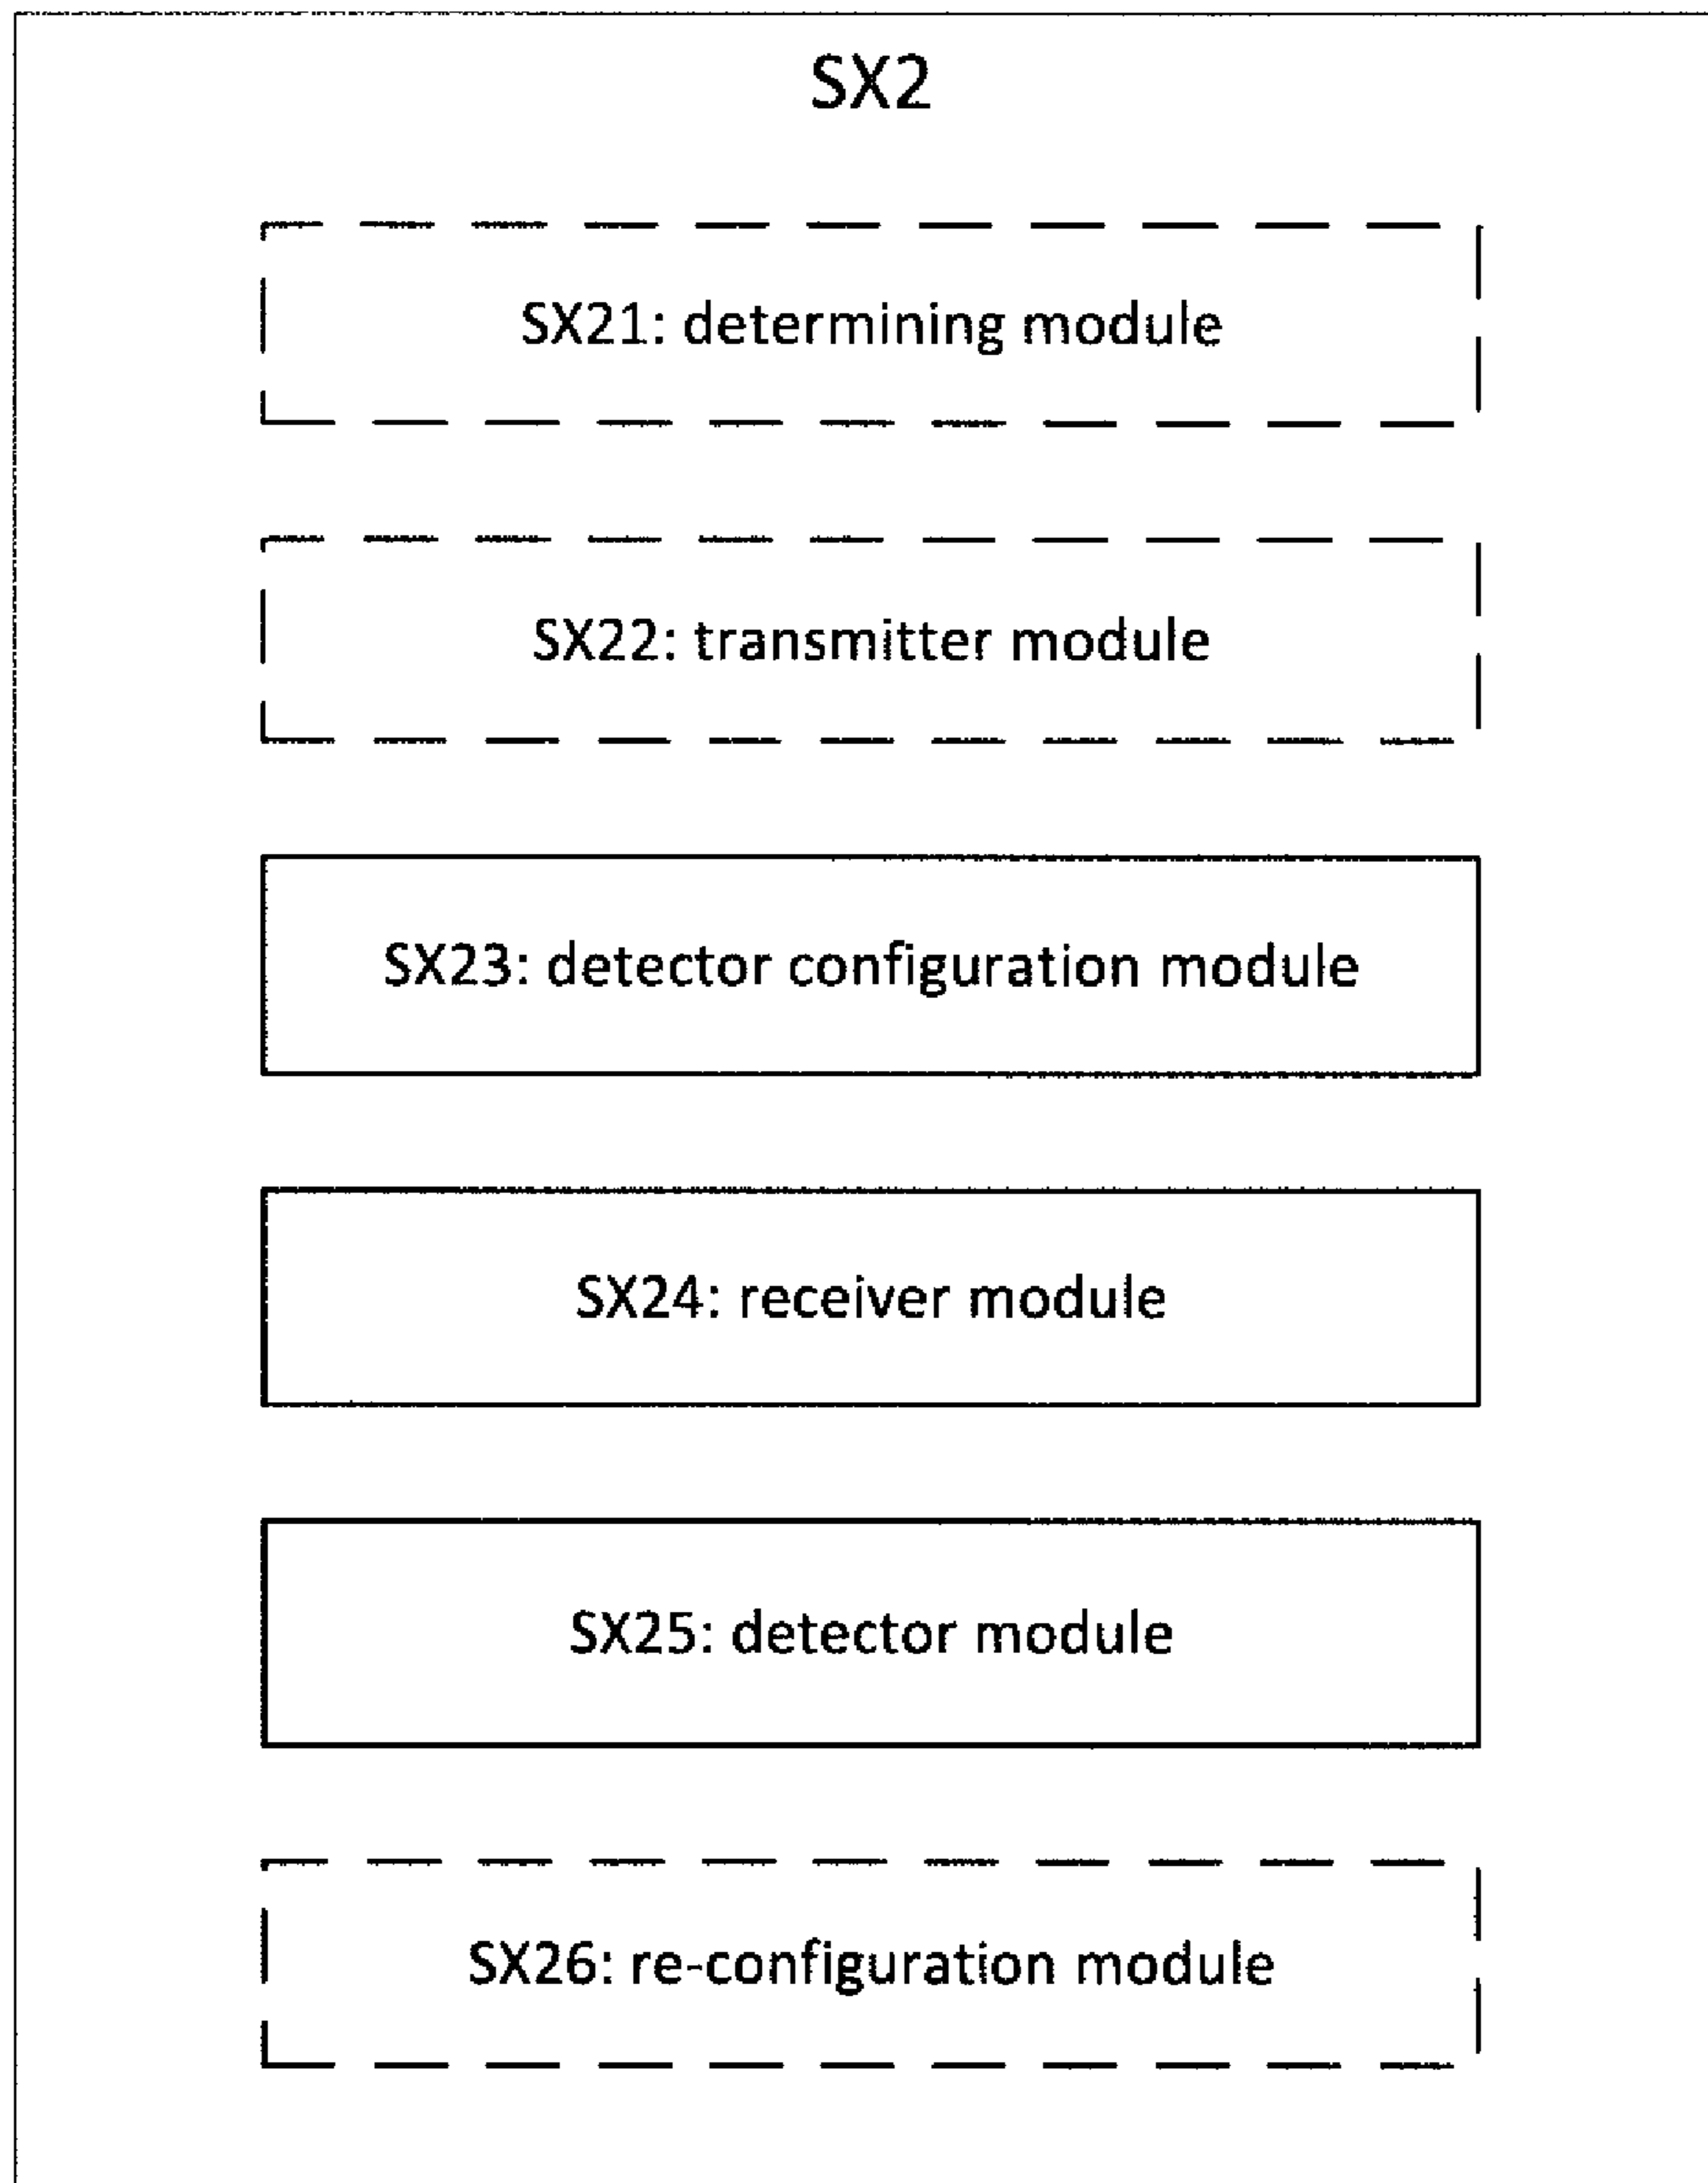 SX2
SX21: determining module
SX22: transmitter module
SX23: detector configuration module
SX24: receiver module
SX25: detector module
SX26: re-configuration module